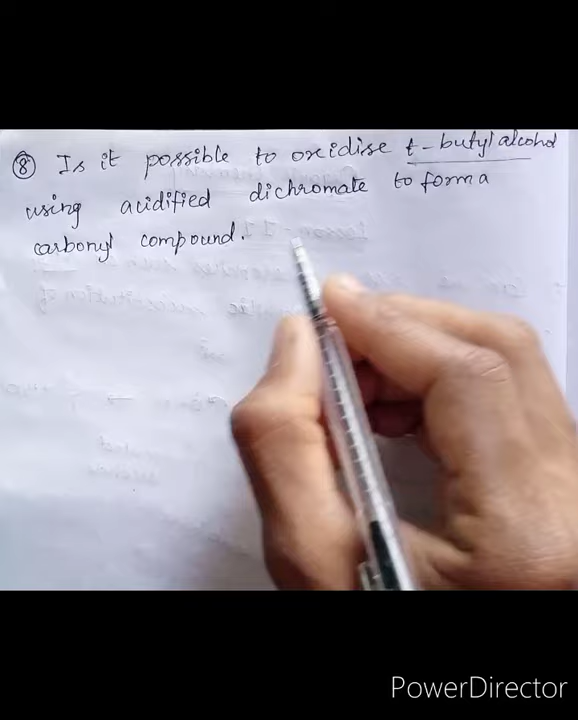 ⑧ Is it possible to oxidise t-butyl alcohol
using acidified dichromate to form a
carbonyl compound.
PowerDirector